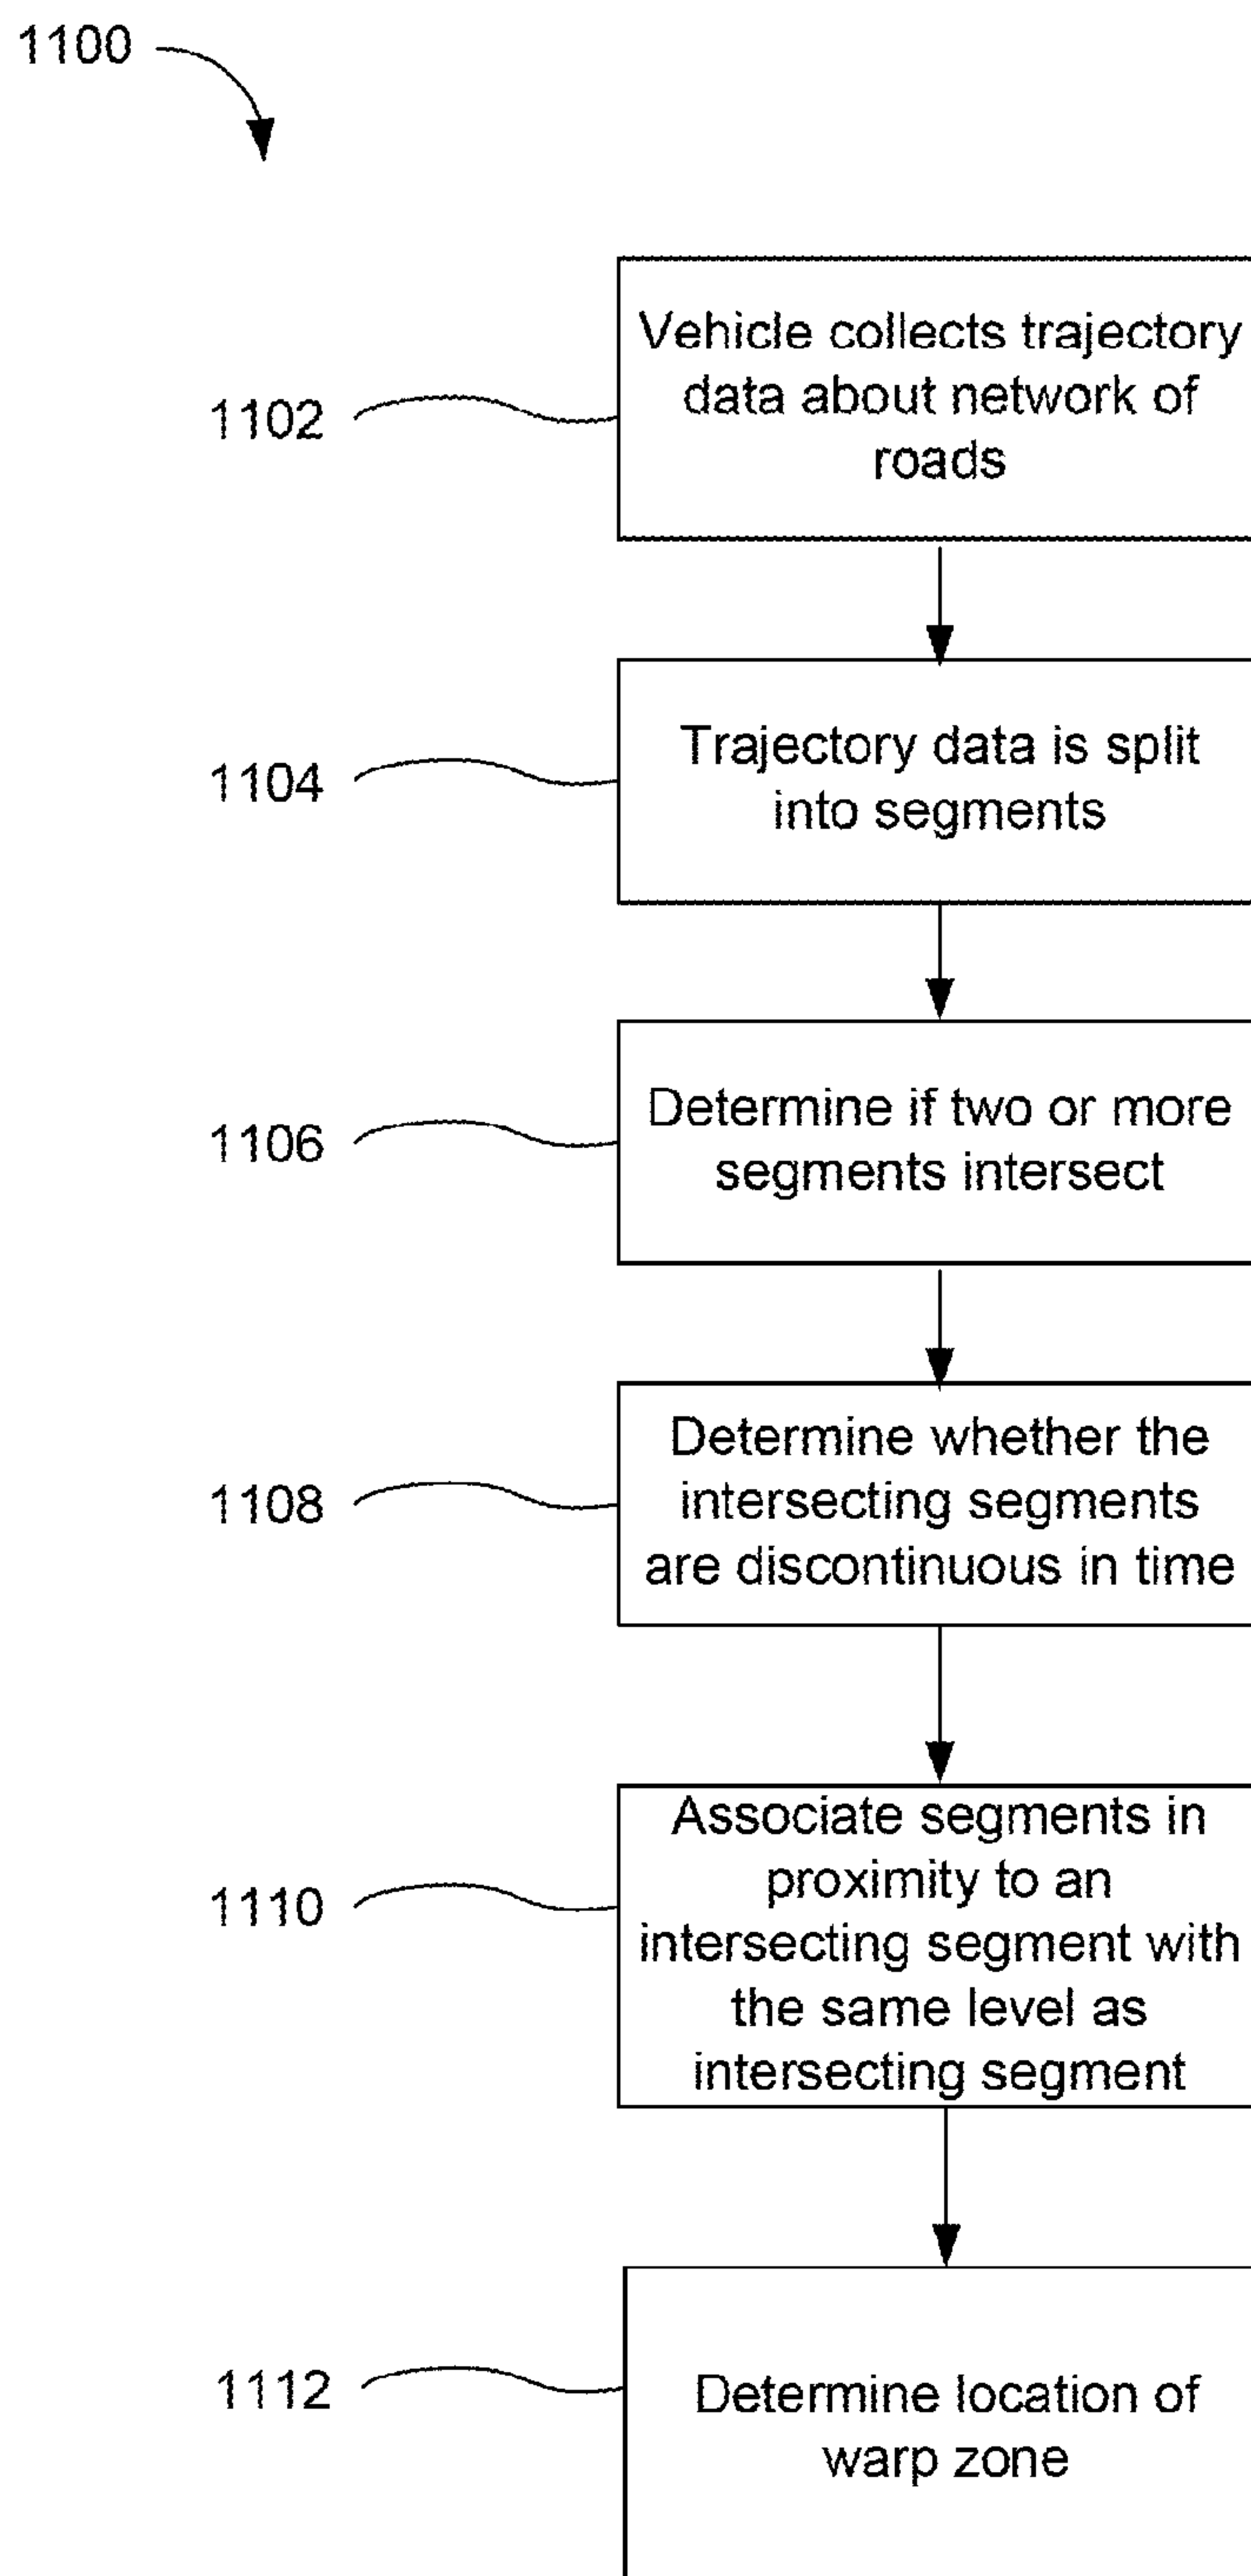 1100
1102
Vehicle collects trajectory
data about network of
roads
1104
Trajectory data is split
into segments
1106
Determine if two or more
segments intersect
1108
Determine whether the
intersecting segments
are discontinuous in time
1110
Associate segments in
proximity to an
intersecting segment with
the same level as
intersecting segment
1112
Determine location of
warp zone